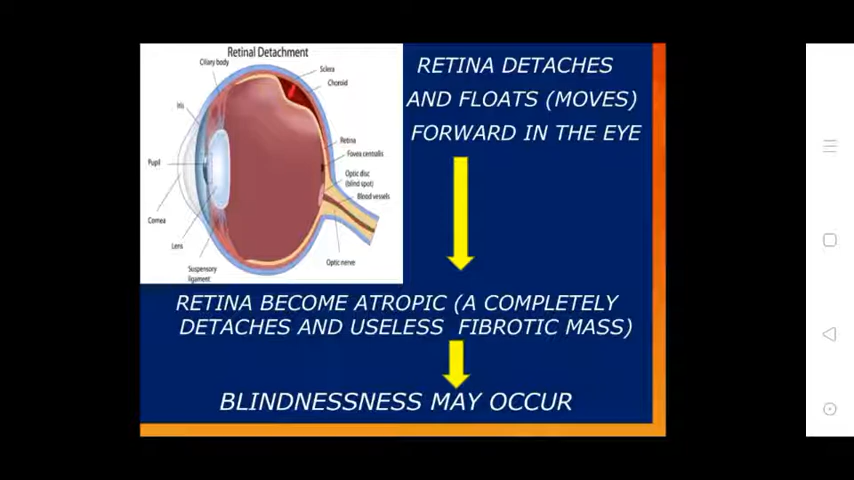 Retinal Detachment
Ciliary body
Sclera
Choroid
Iris
Retina
Pupil
Fovea centralis
Optic disc
(blind spot)
Blood vessels
Cornea
Lens
Optic nerve
Suspensory
ligament
RETINA DETACHES
AND FLOATS (MOVES)
FORWARD IN THE EYE
RETINA BECOME ATROPIC (A COMPLETELY
DETACHES AND USELESS FIBROTIC MASS)
BLINDNESSNESS MAY OCCUR